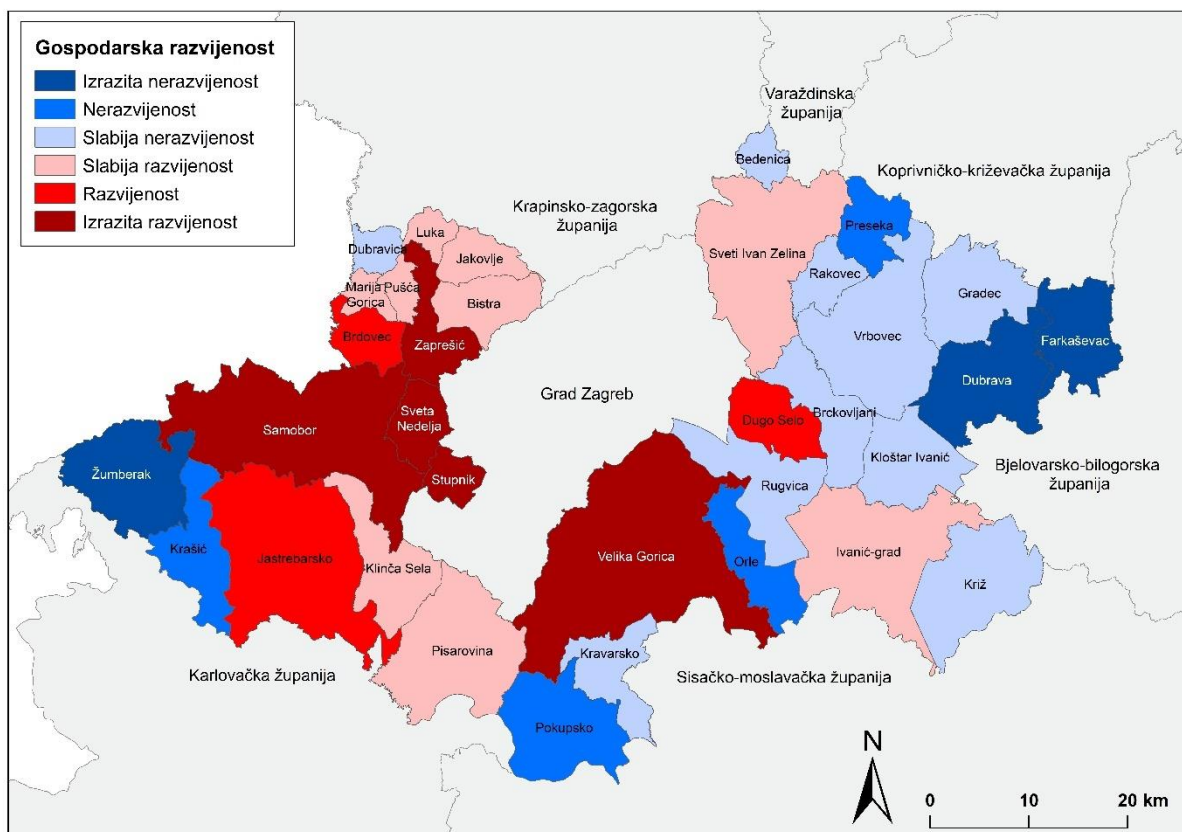 Gospodarska razvijenost
Izrazita nerazvijenost
Nerazvijenost
Slabija nerazvijenost
Slabija razvijenost
Razvijenost
Izrazita razvijenost
Varaždinska
županija
Bedenica
Koprivničko-križevačka županija
Krapinsko-zagorska
županija
Preseka
Luka
Dubravica
Jakovlje
Sveti Ivan Zelina
Rakovec
Marija
Gorica
Pušća
Bistra
Gradec
Brdovec
Zaprešić
Vrbovec
Farkaševac
Dubrava
Grad Zagreb
Sveta
Nedelja
Samobor
Dugo Selo
Brckovljani
Kloštar Ivanić
Žumberak
Stupnik
Rugvica
Bjelovarsko-bilogorska
županija
Krašić
Jastrebarsko
Klinča Sela
Velika Gorica
Orle
Ivanić-grad
Križ
Pisarovina
Kravarsko
Karlovačka županija
Sisačko-moslavačka županija
Pokupsko
N
0
10
20 km